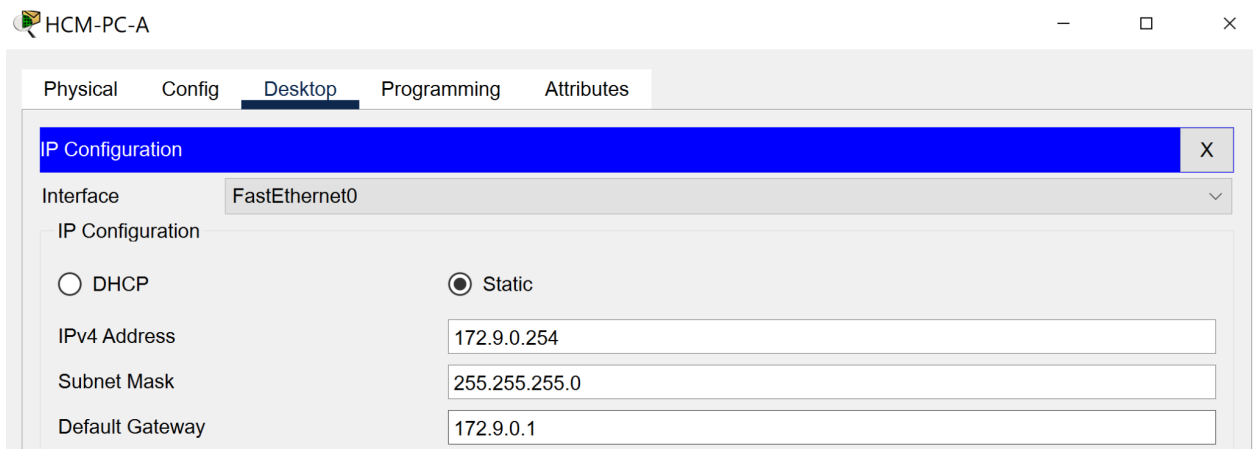 HCM-PC-A
Physical Config Desktop Programming Attributes
IP Configuration X
Interface FastEthernet0
IP Configuration
DHCP Static
IPv4 Address 172.9.0.254
Subnet Mask 255.255.255.0
Default Gateway 172.9.0.1